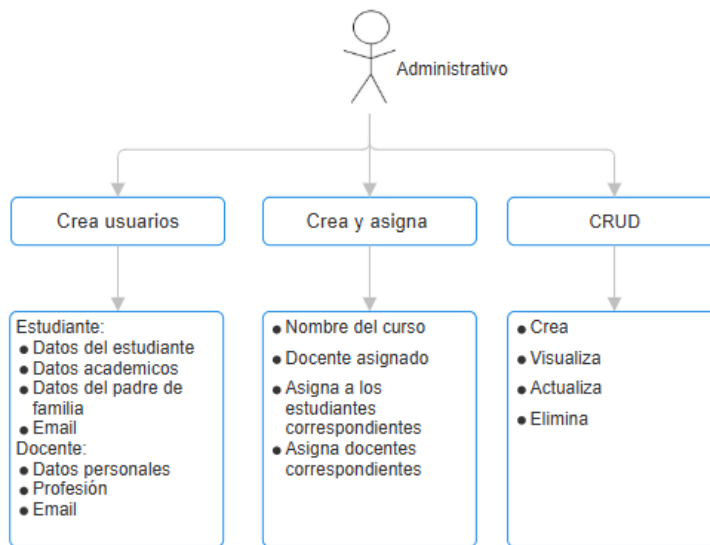 Administrativo
Crea usuarios
Crea y asigna
CRUD
Estudiante:
● Datos del estudiante
● Datos academicos
● Datos del padre de
familia
● Email
Docente:
● Datos personales
● Profesión
● Email
● Nombre del curso
● Docente asignado
● Asigna a los
estudiantes
correspondientes
● Asigna docentes
correspondientes
● Crea
● Visualiza
● Actualiza
● Elimina